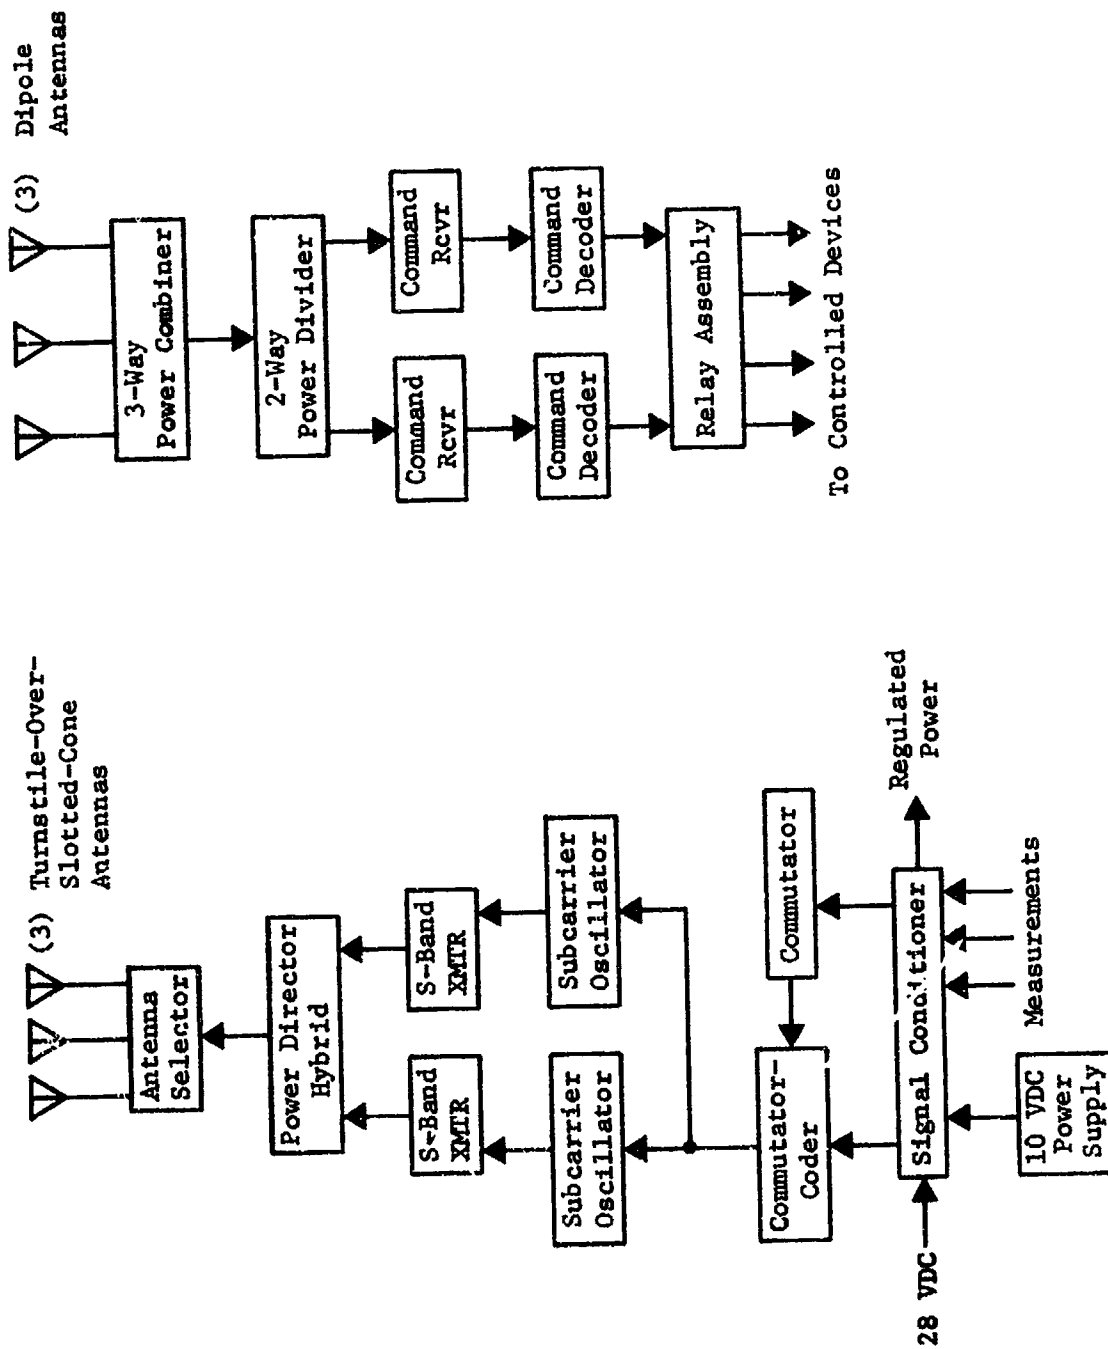 (3) Turnstile-Over-
Slotted-Cone
Antennas
Antenna
Selector
Power Director
Hybrid
S-Band
XMTR
S-Band
XMTR
Subcarrier
Oscillator
Subcarrier
Oscillator
Commutator-
Coder
Commutator
28 VDC
Signal Conditioner
Regulated
Power
10 VDC
Power
Supply
Measurements
(3) Dipole
Antennas
3-Way
Power Combiner
2-Way
Power Divider
Command
Rcvr
Command
Rcvr
Command
Decoder
Command
Decoder
Relay Assembly
To Controlled Devices